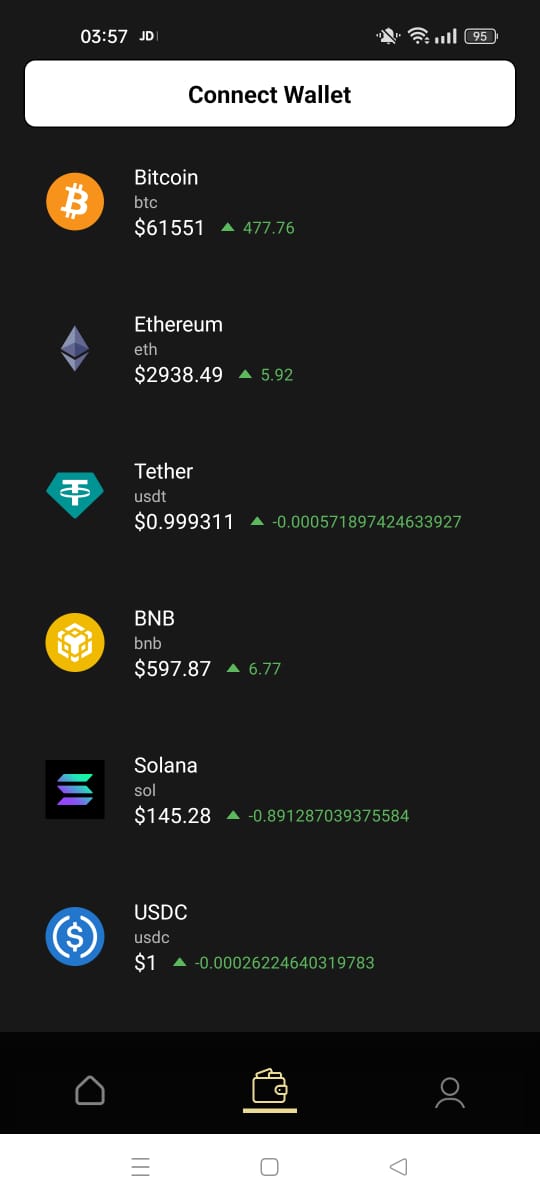 03:57 JD
95
Connect Wallet
Bitcoin
btc
$61551 ▲ 477.76
Ethereum
eth
$2938.49 ▲ 5.92
Tether
usdt
$0.999311 ▲ -0.000571897424633927
BNB
bnb
$597.87 ▲ 6.77
Solana
sol
$145.28 ▲ -0.891287039375584
USDC
usdc
$1 ▲ -0.00026224640319783